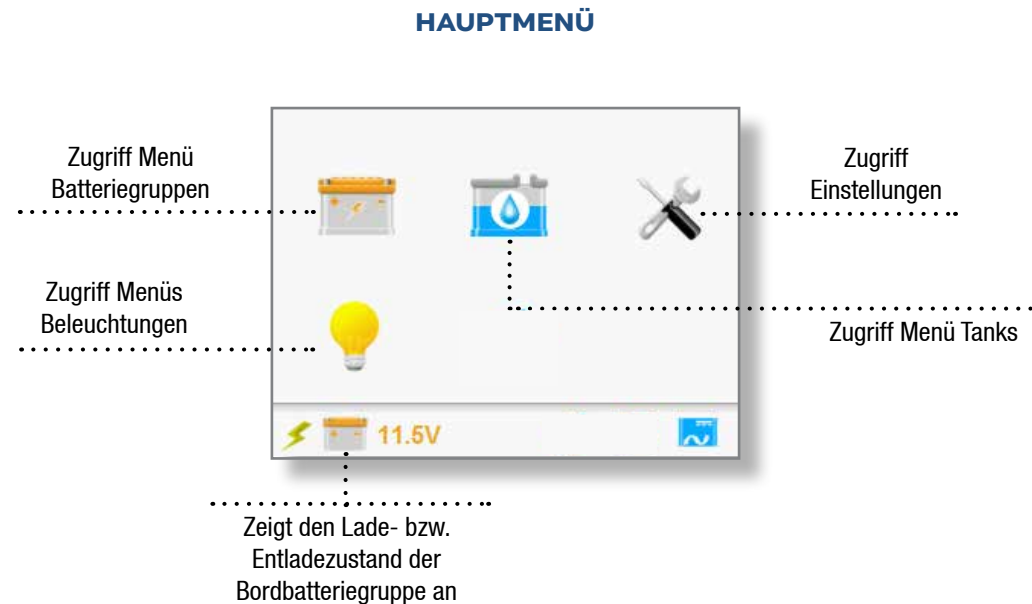 HAUPTMENÜ
Zugriff Menü
Batteriegruppen
Zugriff
Einstellungen
Zugriff Menüs
Beleuchtungen
Zugriff Menü Tanks
11.5V
Zeigt den Lade- bzw.
Entladezustand der
Bordbatteriegruppe an